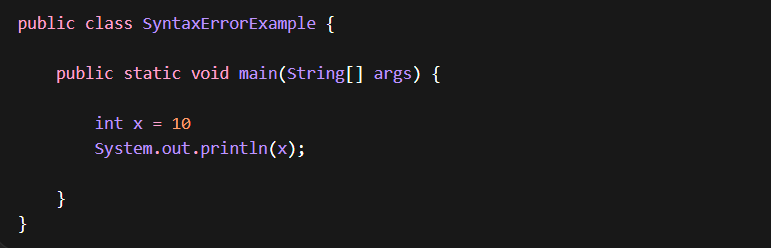 public class SyntaxErrorExample {
public static void main(String[] args) {
int x = 10
System.out.println(x);
}
}